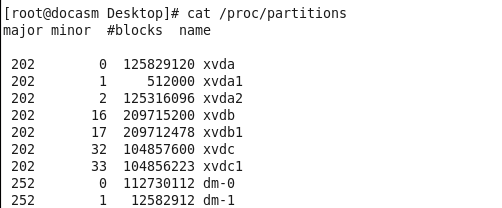 [root@docasm Desktop]# cat /proc/partitions
major minor  #blocks  name
 202        0  125829120 xvda
 202        1     512000 xvda1
 202        2  125316096 xvda2
 202       16  209715200 xvdb
 202       17  209712478 xvdb1
 202       32  104857600 xvdc
 202       33  104856223 xvdc1
 252        0  112730112 dm-0
 252        1   12582912 dm-1